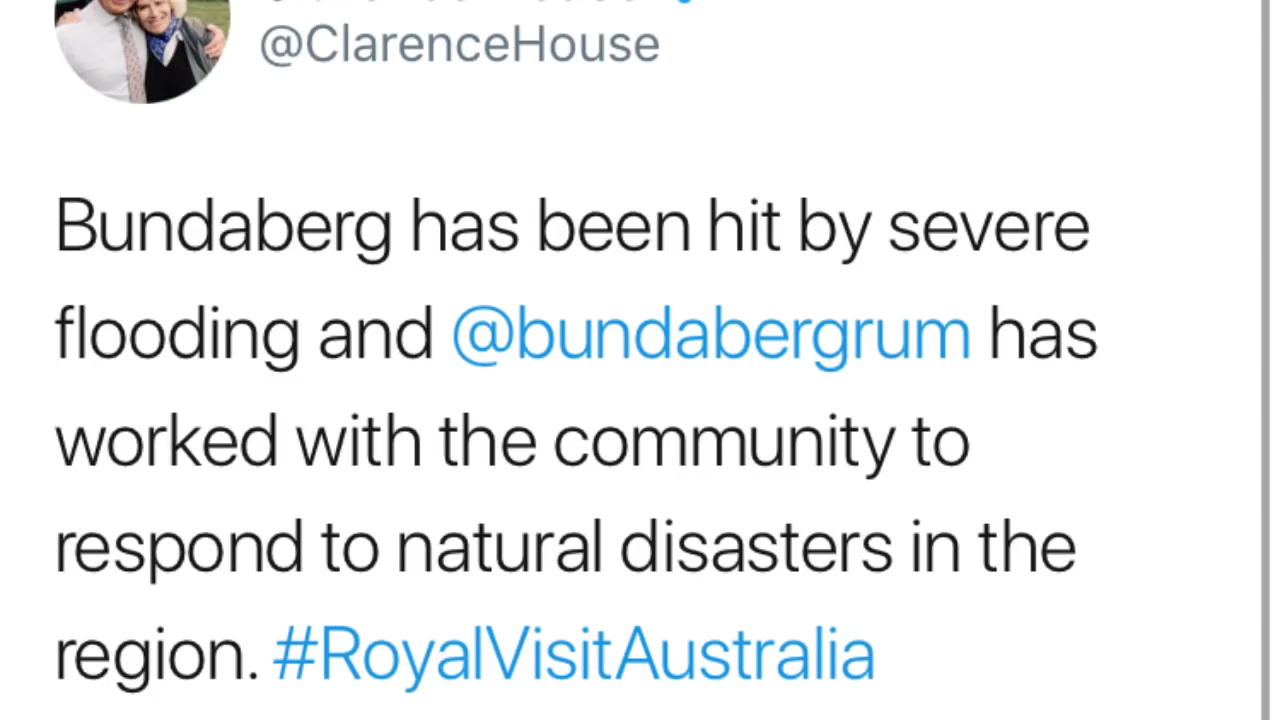 @ClarenceHouse
Bundaberg has been hit by severe
flooding and @bundabergrum has
worked with the community to
respond to natural disasters in the
region. #RoyalVisitAustralia